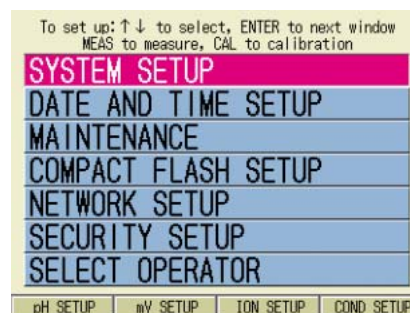 To set up:↑↓ to select, ENTER to next window
MEAS to measure, CAL to calibration
SYSTEM SETUP
DATE AND TIME SETUP
MAINTENANCE
COMPACT FLASH SETUP
NETWORK SETUP
SECURITY SETUP
SELECT OPERATOR
pH SETUP mV SETUP ION SETUP COND SETUP